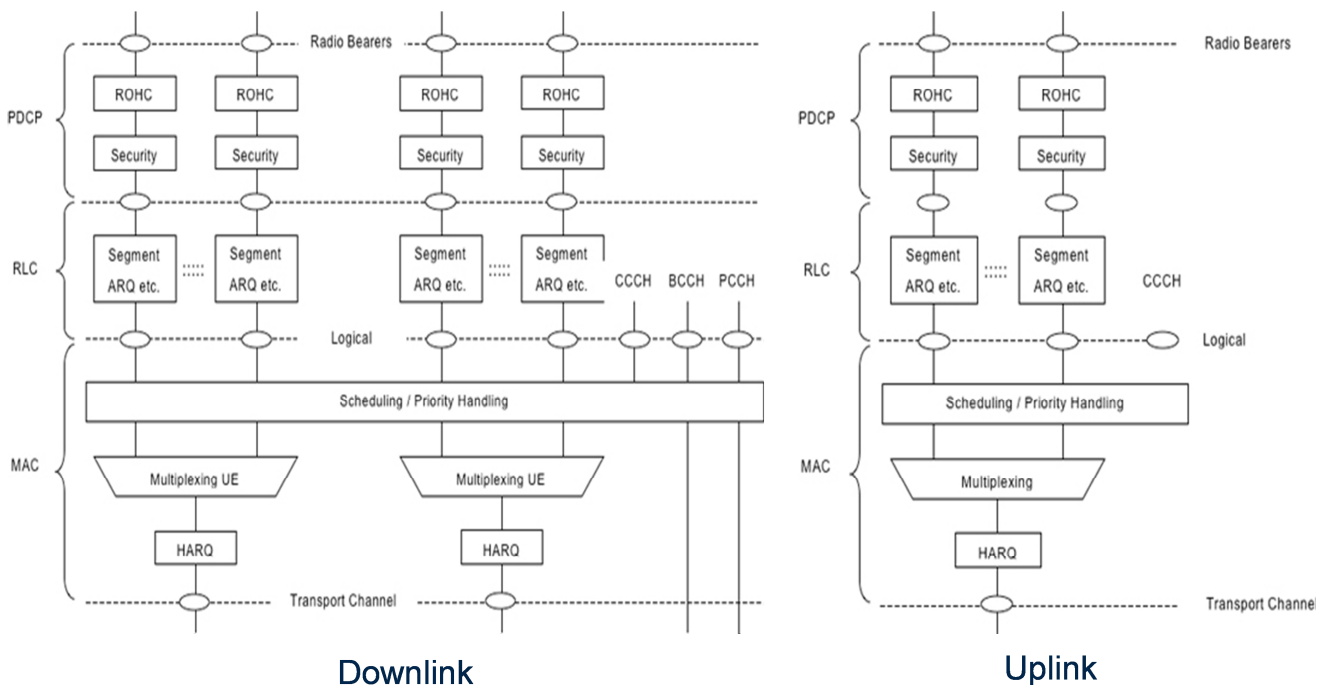 Radio Bearers
Radio Bearers
ROHC ROHC ROHC ROHC
ROHC ROHC
PDCP
PDCP
Security Security Security Security
Security Security
Segment Segment Segment Segment
ARQ etc. ARQ etc. ARQ etc. ARQ etc.
Segment Segment
ARQ etc. ARQ etc.
RLC
RLC
CCCH BCCH PCCH
CCCH
Logical
Logical
Scheduling / Priority Handling
Scheduling / Priority Handling
MAC
MAC
Multiplexing UE Multiplexing UE
Multiplexing
HARQ HARQ
HARQ
Transport Channel
Transport Channel
Downlink
Uplink